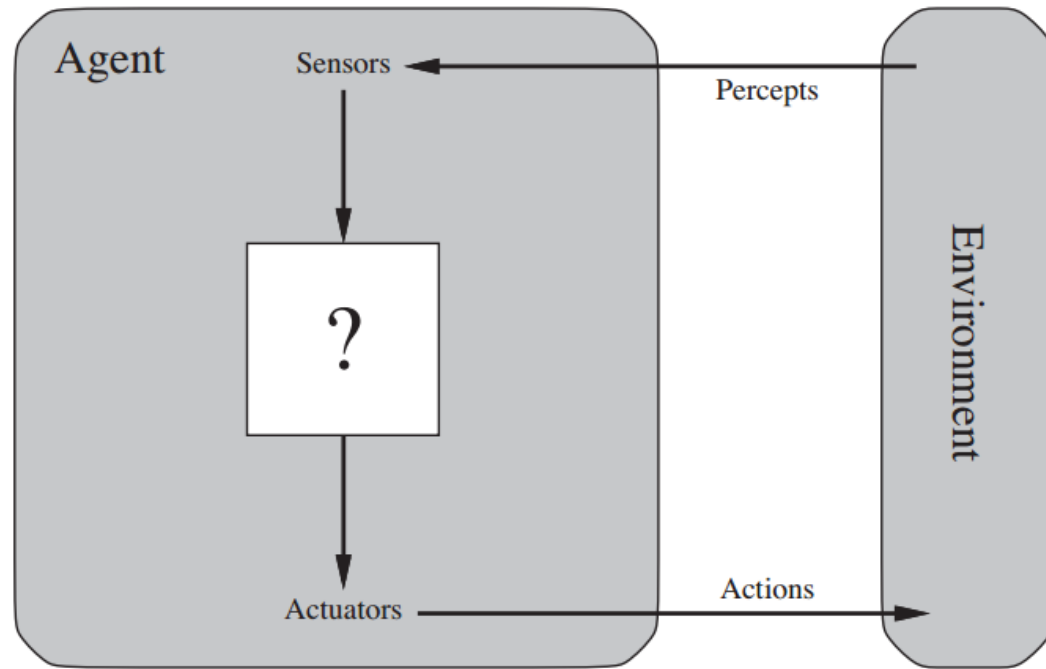 Agent
Sensors
Percepts
?
Environment
Actions
Actuators